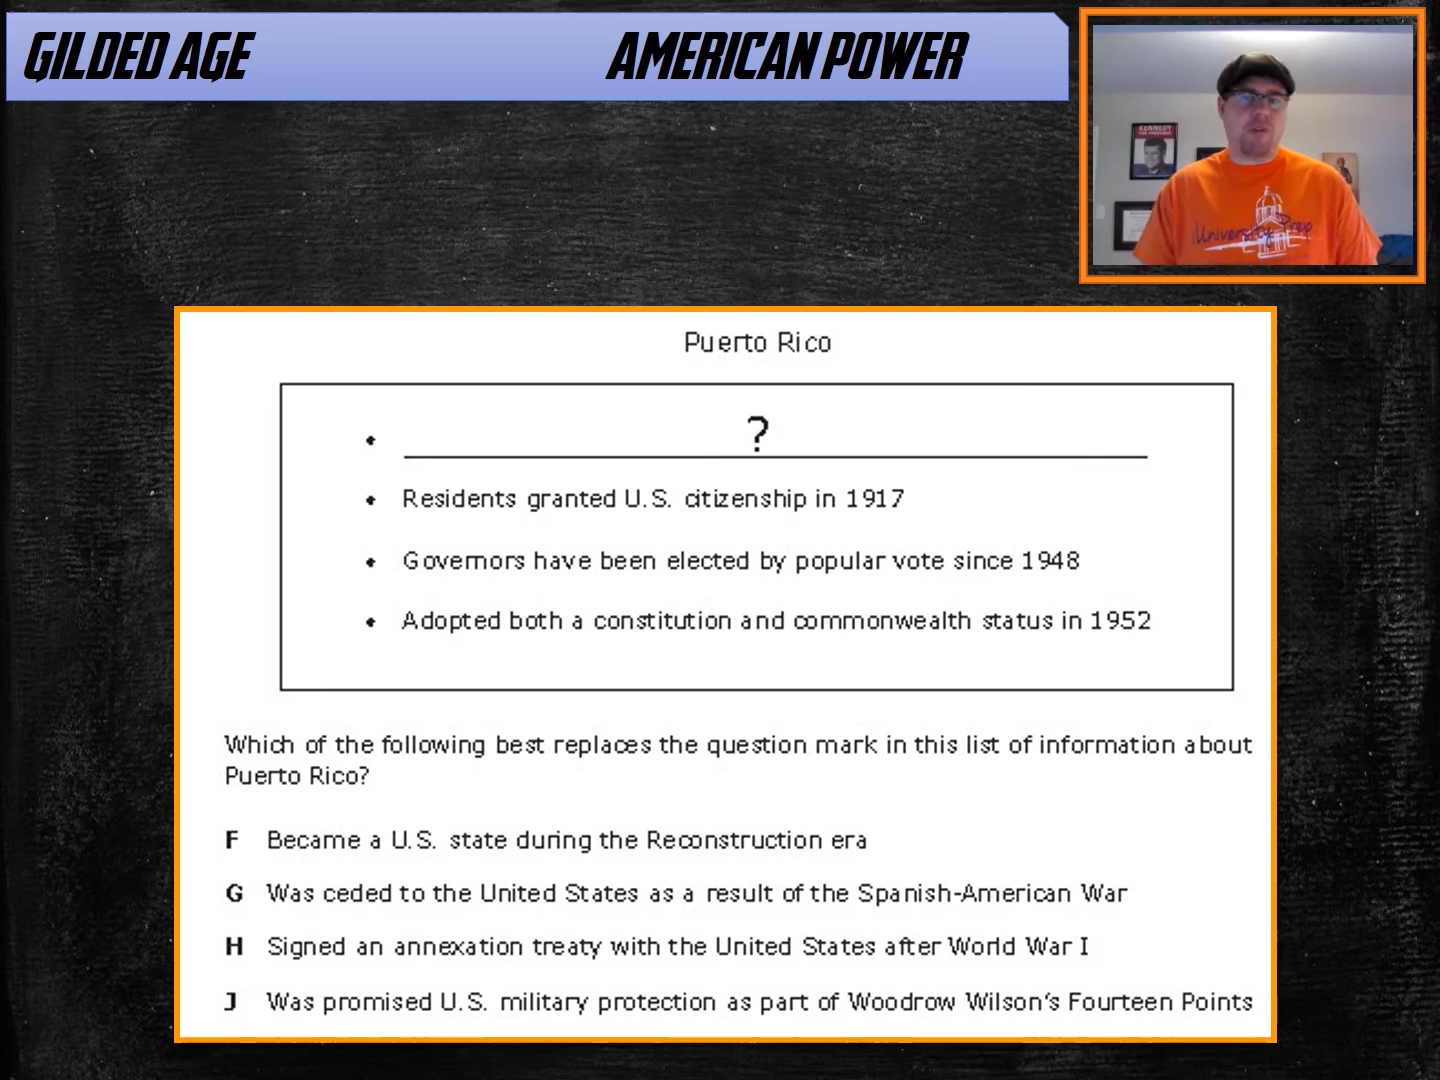 GILDED AGE
AMERICAN POWER
KENNEDY
University Prep
Puerto Rico
?
• Residents granted U.S. citizenship in 1917
• Governors have been elected by popular vote since 1948
• Adopted both a constitution and commonwealth status in 1952
Which of the following best replaces the question mark in this list of information about
Puerto Rico?
F Became a U.S. state during the Reconstruction era
G Was ceded to the United States as a result of the Spanish-American War
H Signed an annexation treaty with the United States after World War I
J Was promised U.S. military protection as part of Woodrow Wilson's Fourteen Points